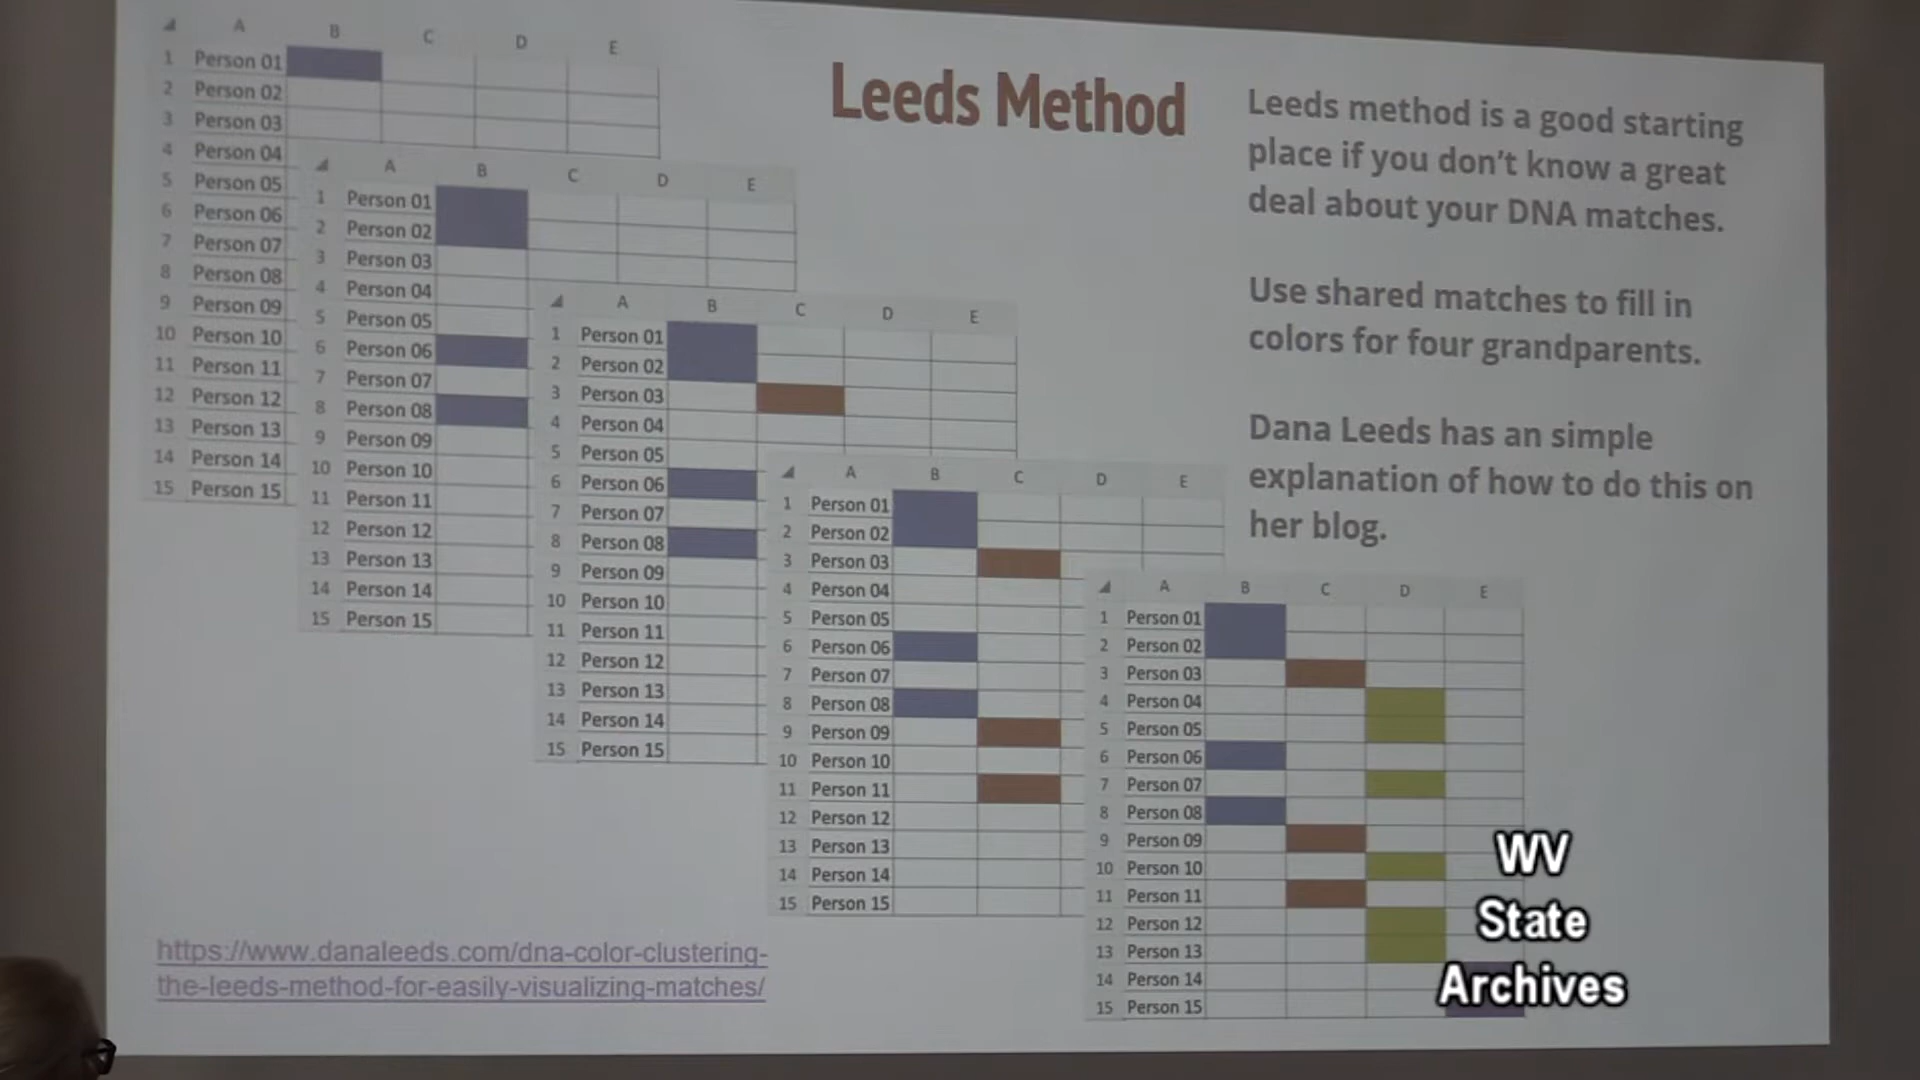 Leeds Method
Leeds method is a good starting
place if you don't know a great
deal about your DNA matches.
Use shared matches to fill in
colors for four grandparents.
Dana Leeds has an simple
explanation of how to do this on
her blog.
A B C D E
1 Person 01
2 Person 02
3 Person 03
4 Person 04
5 Person 05
6 Person 06
7 Person 07
8 Person 08
9 Person 09
10 Person 10
11 Person 11
12 Person 12
13 Person 13
14 Person 14
15 Person 15
A B C D E
1 Person 01
2 Person 02
3 Person 03
4 Person 04
5 Person 05
6 Person 06
7 Person 07
8 Person 08
9 Person 09
10 Person 10
11 Person 11
12 Person 12
13 Person 13
14 Person 14
15 Person 15
A B C D E
1 Person 01
2 Person 02
3 Person 03
4 Person 04
5 Person 05
6 Person 06
7 Person 07
8 Person 08
9 Person 09
10 Person 10
11 Person 11
12 Person 12
13 Person 13
14 Person 14
15 Person 15
A B C D E
1 Person 01
2 Person 02
3 Person 03
4 Person 04
5 Person 05
6 Person 06
7 Person 07
8 Person 08
9 Person 09
10 Person 10
11 Person 11
12 Person 12
13 Person 13
14 Person 14
15 Person 15
A B C D E
1 Person 01
2 Person 02
3 Person 03
4 Person 04
5 Person 05
6 Person 06
7 Person 07
8 Person 08
9 Person 09
10 Person 10
11 Person 11
12 Person 12
13 Person 13
14 Person 14
15 Person 15
https://www.danaleeds.com/dna-color-clustering-
the-leeds-method-for-easily-visualizing-matches/
WV
State
Archives